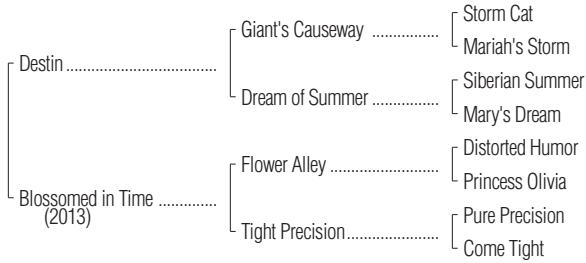 Storm Cat
Giant's Causeway ................
Mariah's Storm
Destin ....................................
Siberian Summer
Dream of Summer ................
Mary's Dream
Distorted Humor
Flower Alley ..........................
Princess Olivia
Blossomed in Time ..............
(2013)
Pure Precision
Tight Precision ......................
Come Tight